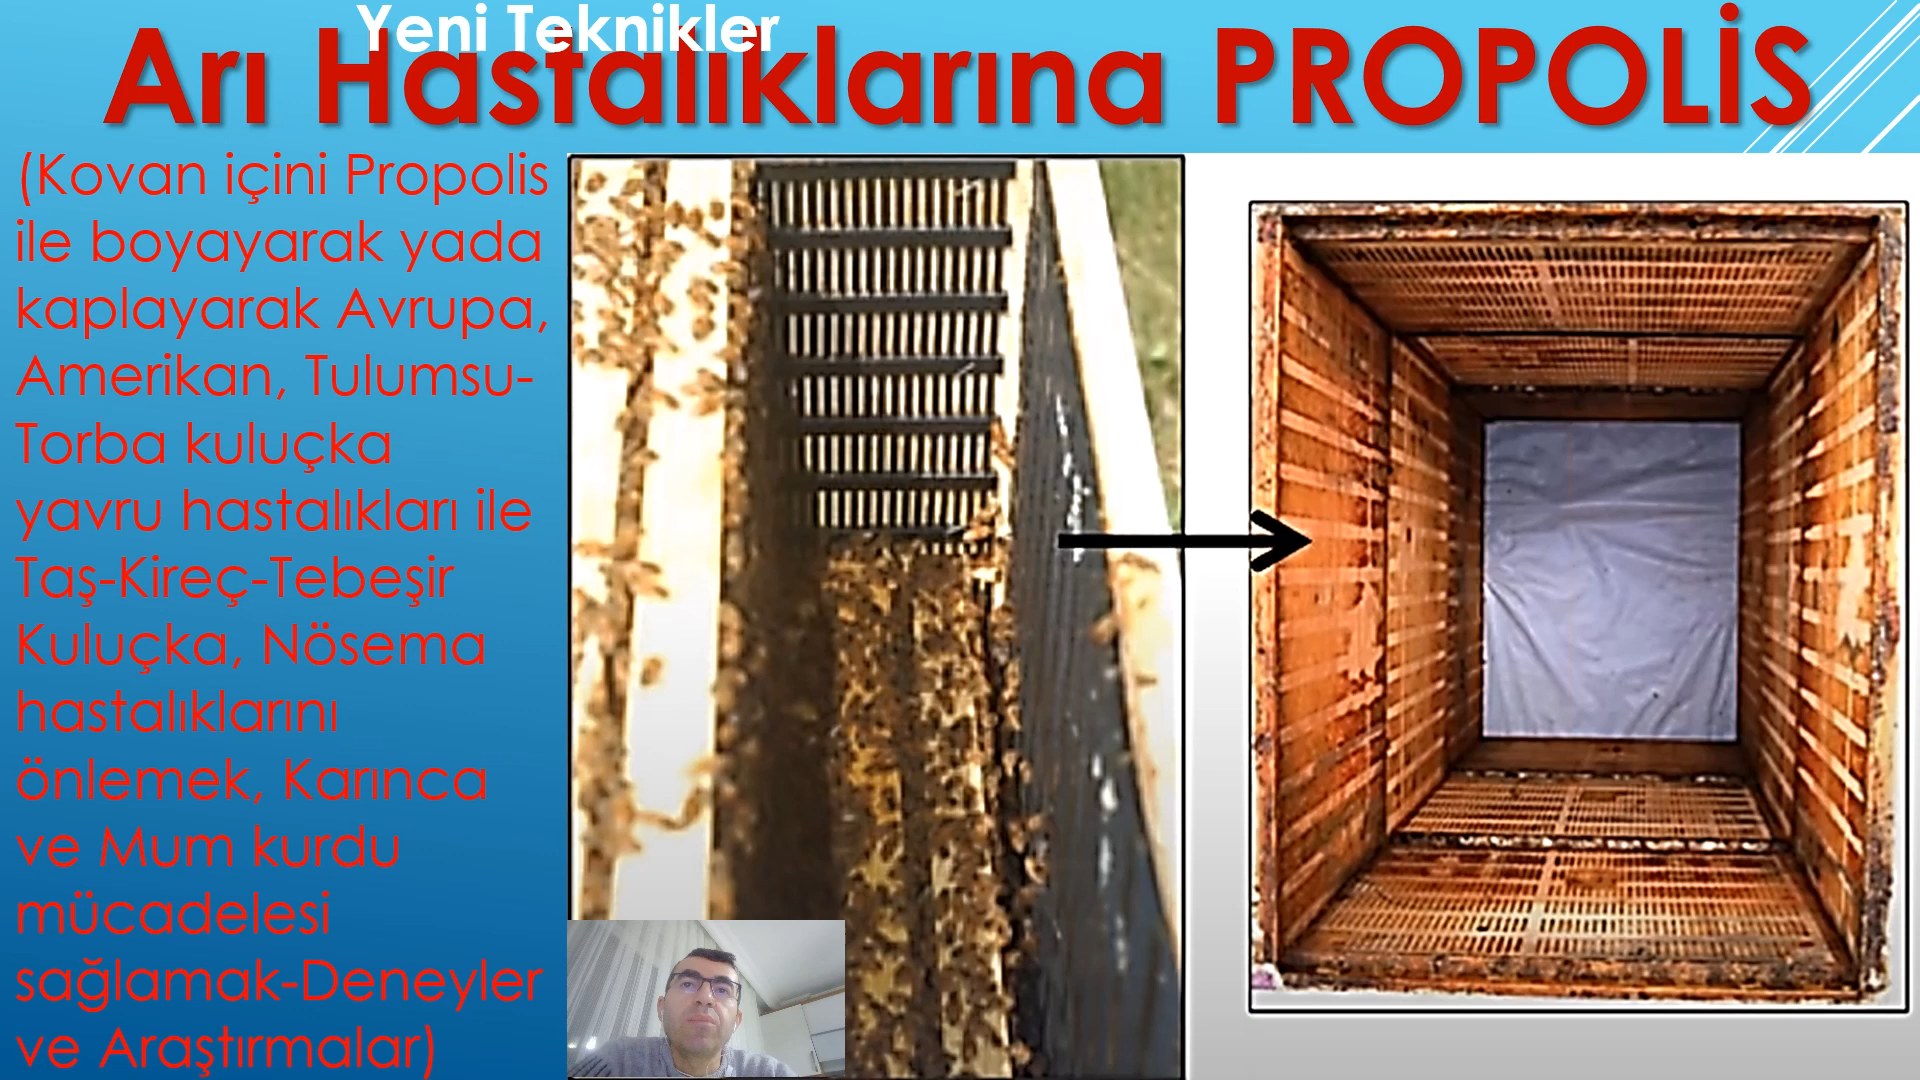 Yeni Teknikler
Arı Hastalıklarına PROPOLİS
(Kovan içini Propolis
ile boyayarak yada
kaplayarak Avrupa,
Amerikan, Tulumsu-
Torba kuluçka
yavru hastalıkları ile
Taş-Kireç-Tebeşir
Kuluçka, Nösema
hastalıklarını
önlemek, Karınca
ve Mum kurdu
mücadelesi
sağlamak-Deneyler
ve Araştırmalar)